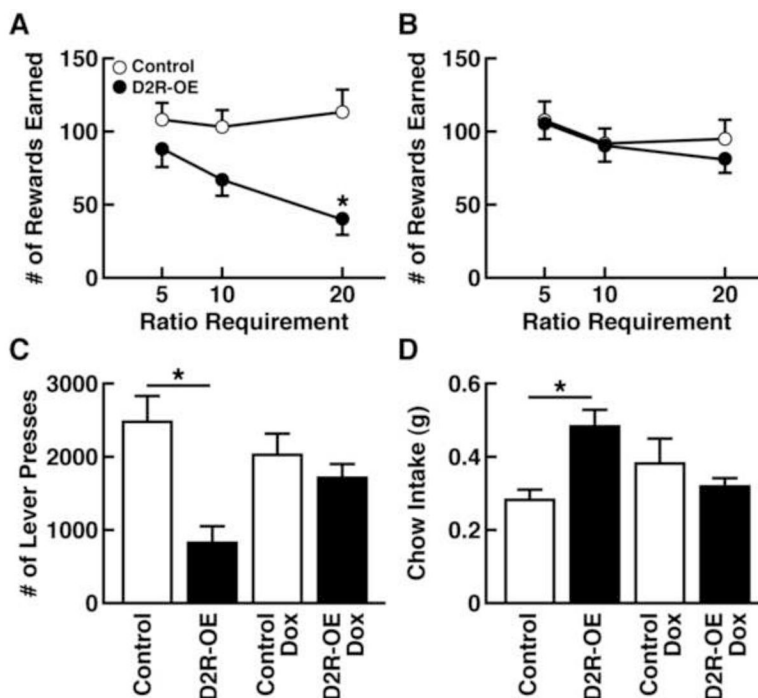 A
Control
D2R-OE
# of Rewards Earned
150
100
50
0
*
5 10 20
Ratio Requirement
B
# of Rewards Earned
150
100
50
0
5 10 20
Ratio Requirement
C
# of Lever Presses
3000
2000
1000
0
*
Control
D2R-OE
Control
Dox
D2R-OE
Dox
D
Chow Intake (g)
0.6
0.4
0.2
0
*
Control
D2R-OE
Control
Dox
D2R-OE
Dox